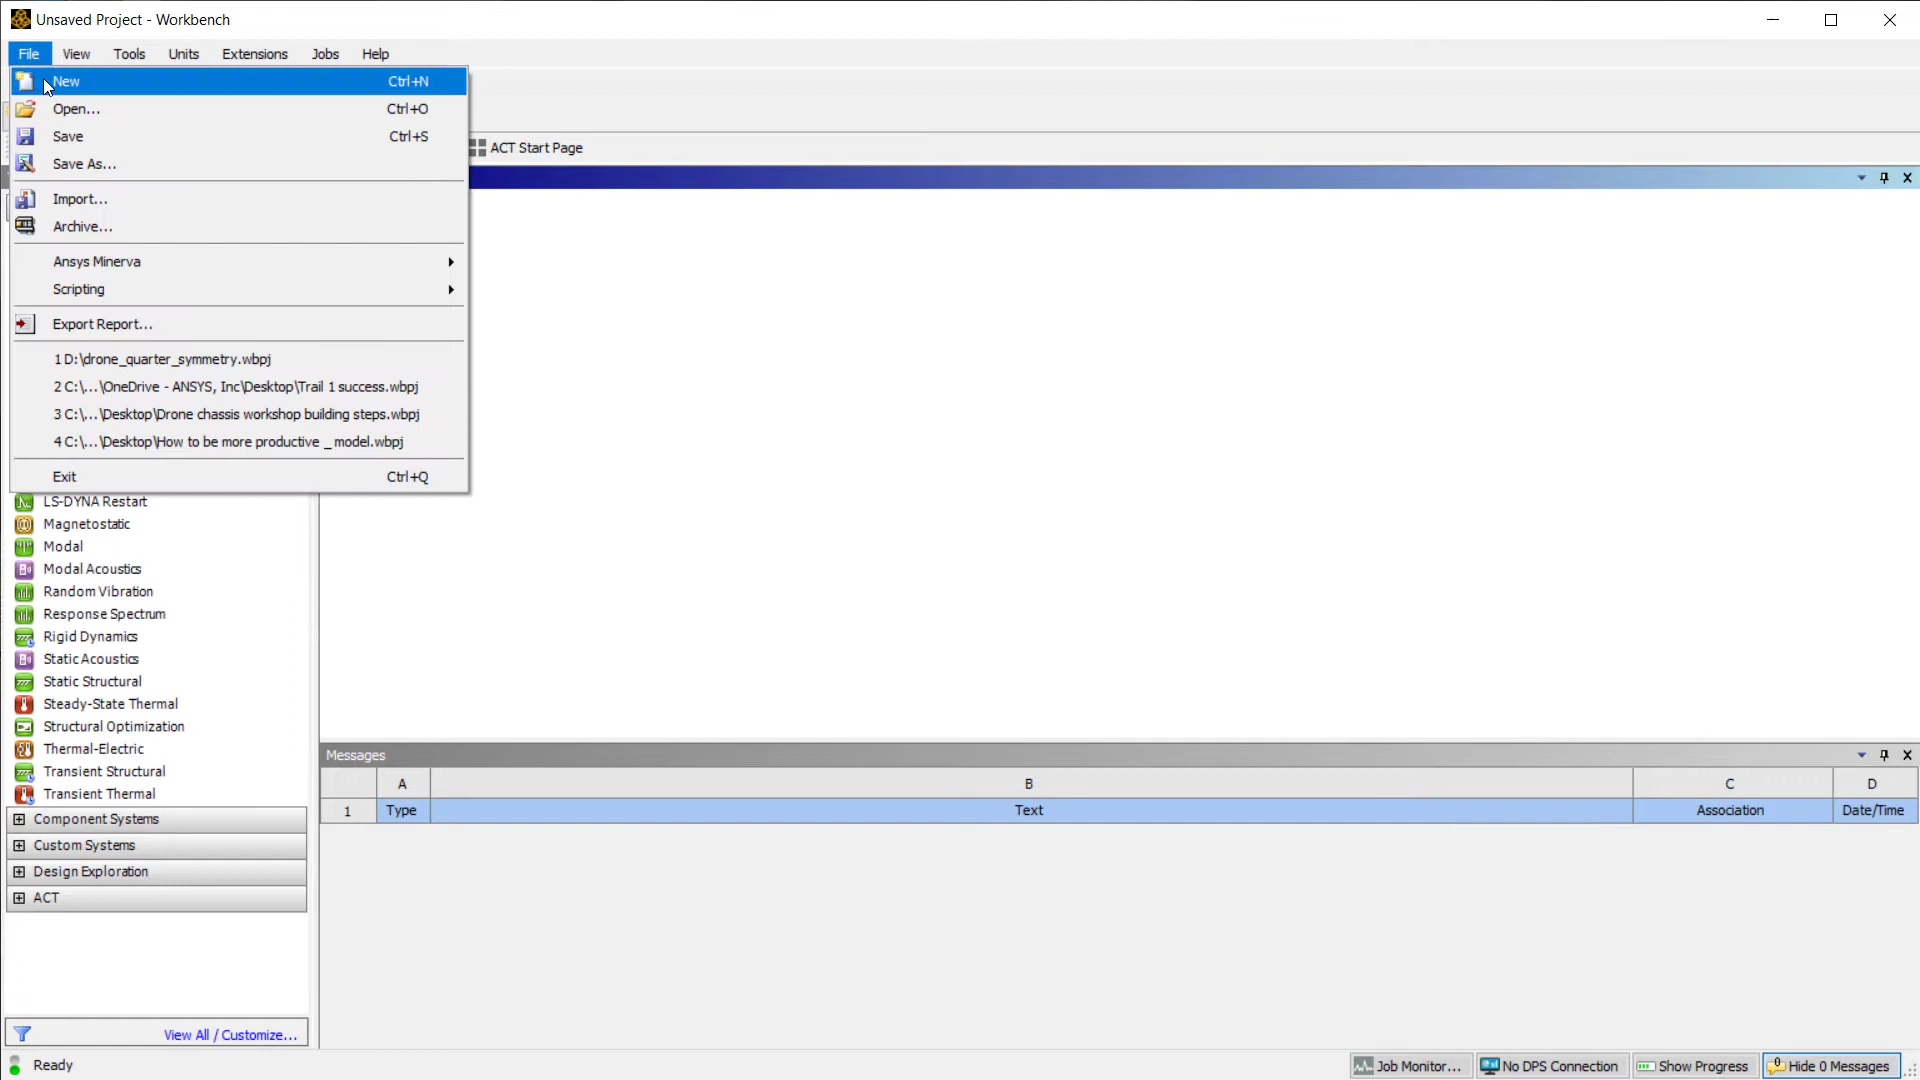 Unsaved Project - Workbench
File View Tools Units Extensions Jobs Help
New Ctrl+N
Open... Ctrl+O
Save Ctrl+S
ACT Start Page
Save As...
Import...
Archive...
Ansys Minerva
Scripting
Export Report...
1 D:\drone_quarter_symmetry.wbpj
2 C:\...\OneDrive - ANSYS, Inc\Desktop\Trail 1 success.wbpj
3 C:\...\Desktop\Drone chassis workshop building steps.wbpj
4 C:\...\Desktop\How to be more productive _ model.wbpj
Exit Ctrl+Q
LS-DYNA Restart
Magnetostatic
Modal
Modal Acoustics
Random Vibration
Response Spectrum
Rigid Dynamics
Static Acoustics
Static Structural
Steady-State Thermal
Structural Optimization
Thermal-Electric
Transient Structural
Transient Thermal
Component Systems
Custom Systems
Design Exploration
ACT
View All / Customize...
Messages
A B C D
1 Type Text Association Date/Time
Ready
Job Monitor... No DPS Connection Show Progress Hide 0 Messages